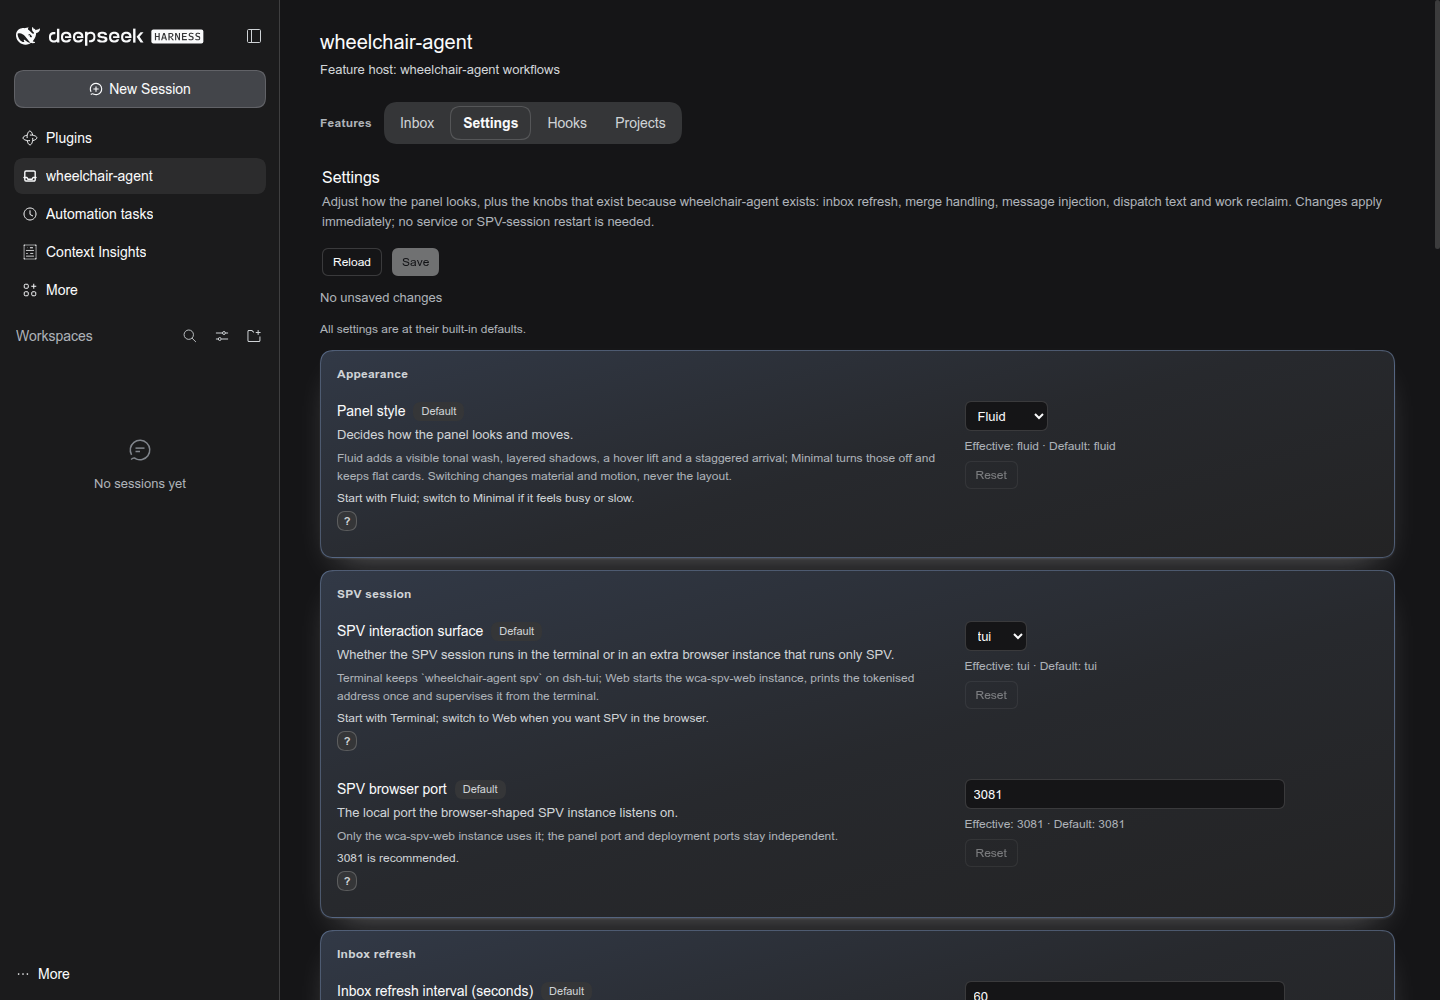 deepseek HARNESS
New Session
Plugins
wheelchair-agent
Automation tasks
Context Insights
More
Workspaces
No sessions yet
More
wheelchair-agent
Feature host: wheelchair-agent workflows
Features Inbox Settings Hooks Projects
Settings
Adjust how the panel looks, plus the knobs that exist because wheelchair-agent exists: inbox refresh, merge handling, message injection, dispatch text and work reclaim. Changes apply
immediately; no service or SPV-session restart is needed.
Reload Save
No unsaved changes
All settings are at their built-in defaults.
Appearance
Panel style Default
Decides how the panel looks and moves.
Fluid adds a visible tonal wash, layered shadows, a hover lift and a staggered arrival; Minimal turns those off and
keeps flat cards. Switching changes material and motion, never the layout.
Start with Fluid; switch to Minimal if it feels busy or slow.
?
Fluid
Effective: fluid · Default: fluid
Reset
SPV session
SPV interaction surface Default
Whether the SPV session runs in the terminal or in an extra browser instance that runs only SPV.
Terminal keeps `wheelchair-agent spv` on dsh-tui; Web starts the wca-spv-web instance, prints the tokenised
address once and supervises it from the terminal.
Start with Terminal; switch to Web when you want SPV in the browser.
?
tui
Effective: tui · Default: tui
Reset
SPV browser port Default
The local port the browser-shaped SPV instance listens on.
Only the wca-spv-web instance uses it; the panel port and deployment ports stay independent.
3081 is recommended.
?
3081
Effective: 3081 · Default: 3081
Reset
Inbox refresh
Inbox refresh interval (seconds) Default
60